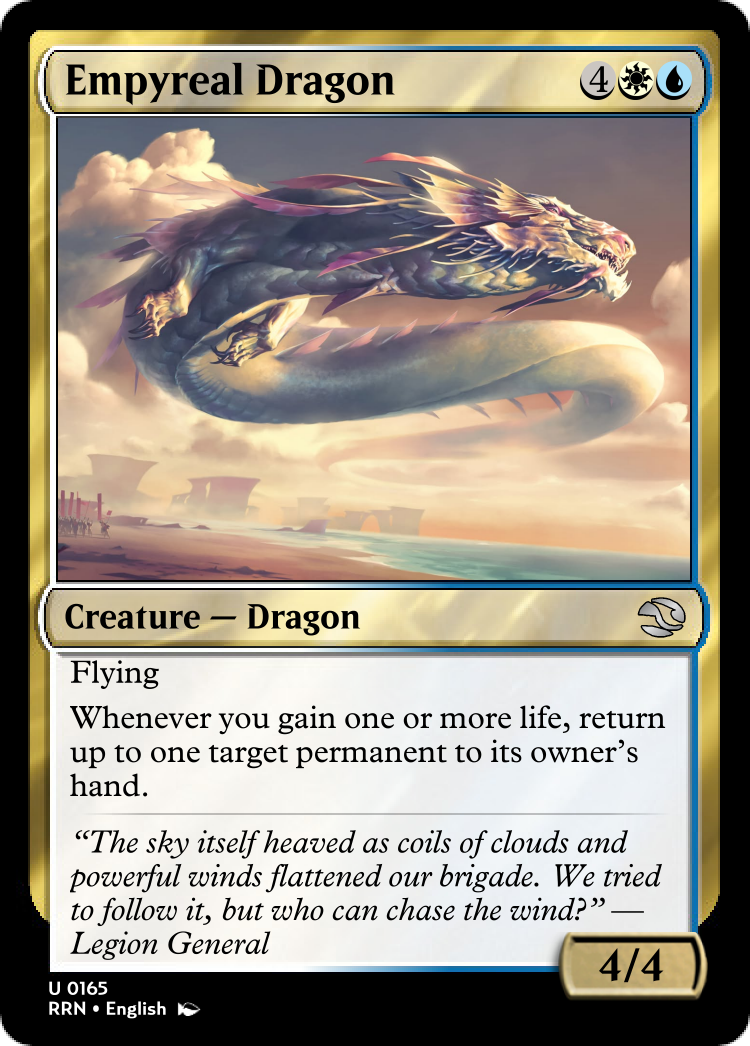 Empyreal Dragon 4
Creature — Dragon
Flying
Whenever you gain one or more life, return
up to one target permanent to its owner’s
hand.
“The sky itself heaved as coils of clouds and
powerful winds flattened our brigade. We tried
to follow it, but who can chase the wind?” —
Legion General
4/4
U 0165
RRN • English